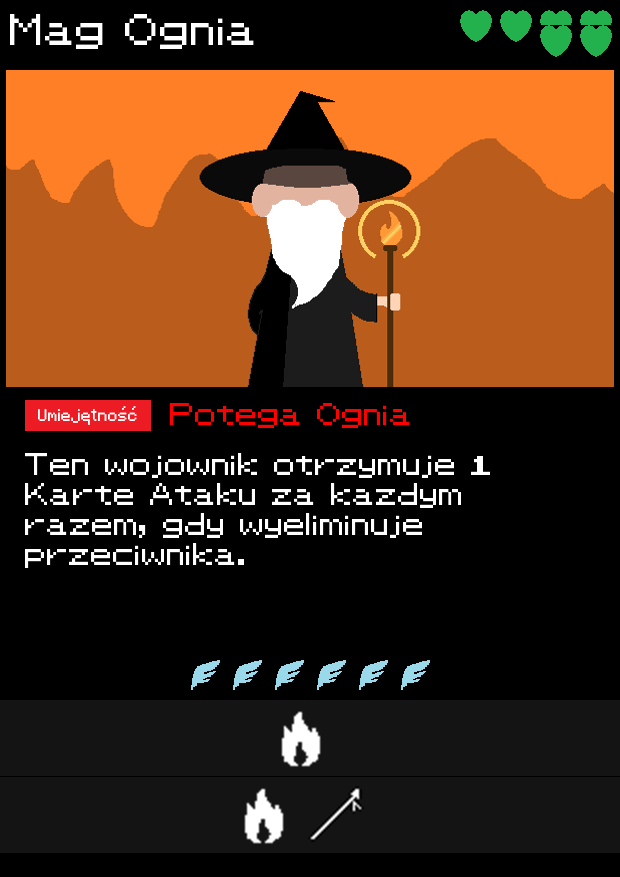 Mag Ognia
Umiejętność
Potega Ognia
Ten wojownik otrzymuje 1
Karte Ataku za kazdym
razem, gdy wyeliminuje
przeciwnika.